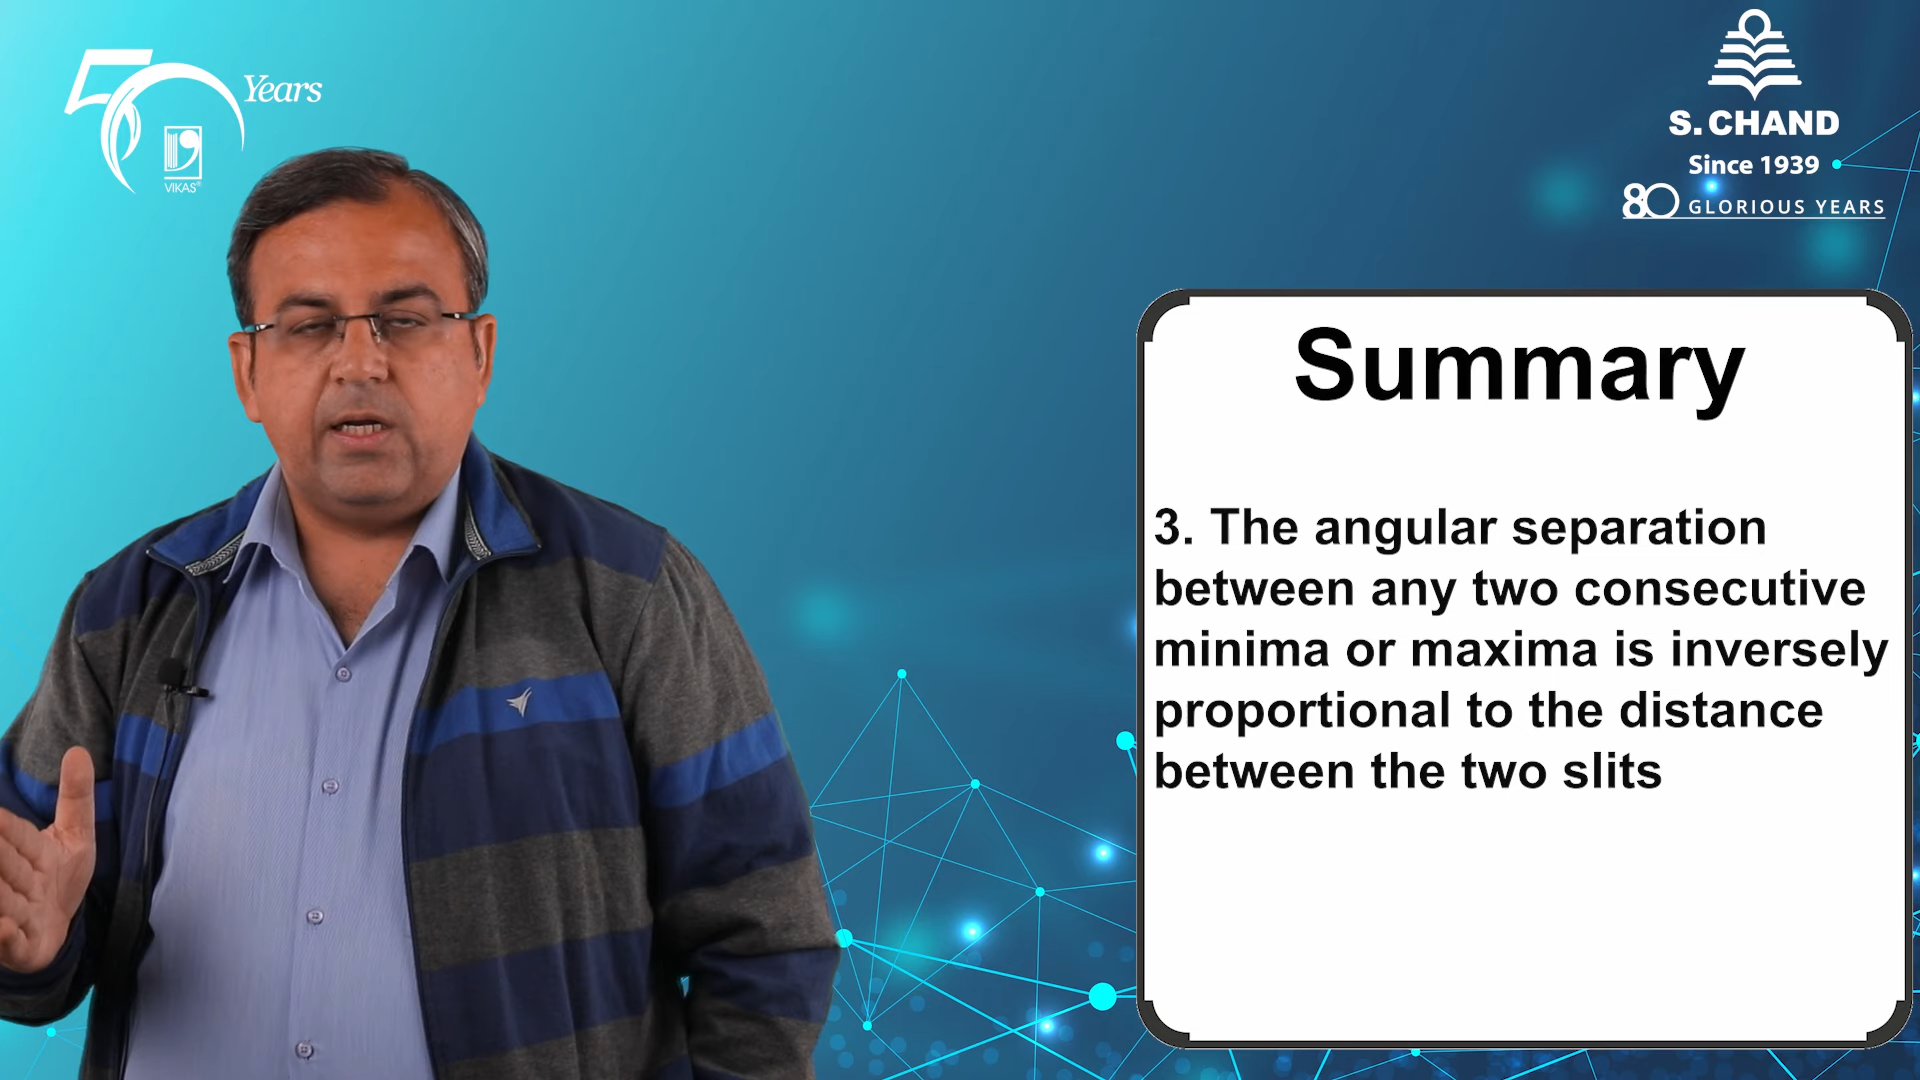 50 Years
VIKAS®
S. CHAND
Since 1939
80 GLORIOUS YEARS
Summary
3. The angular separation
between any two consecutive
minima or maxima is inversely
proportional to the distance
between the two slits